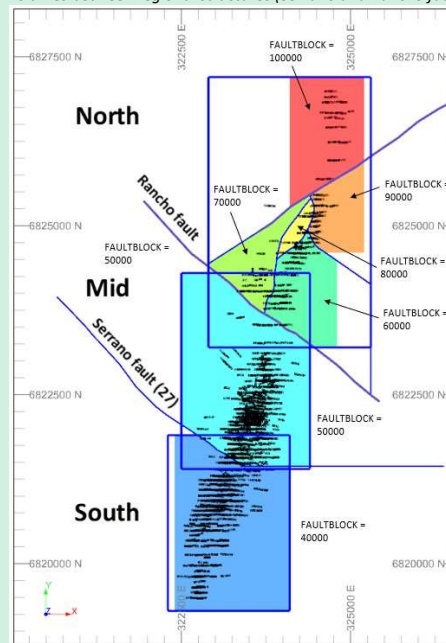 322500 E
325000 E
6827500 N
6827500 N
FAULTBLOCK =
100000
North
Rancho fault
FAULTBLOCK =
70000
FAULTBLOCK =
90000
6825000 N
6825000 N
FAULTBLOCK =
50000
FAULTBLOCK =
80000
Mid
FAULTBLOCK =
60000
Serrano fault (27)
6822500 N
6822500 N
FAULTBLOCK =
50000
South
FAULTBLOCK =
40000
6820000 N
6820000 N
Y
Z
X
325000 E